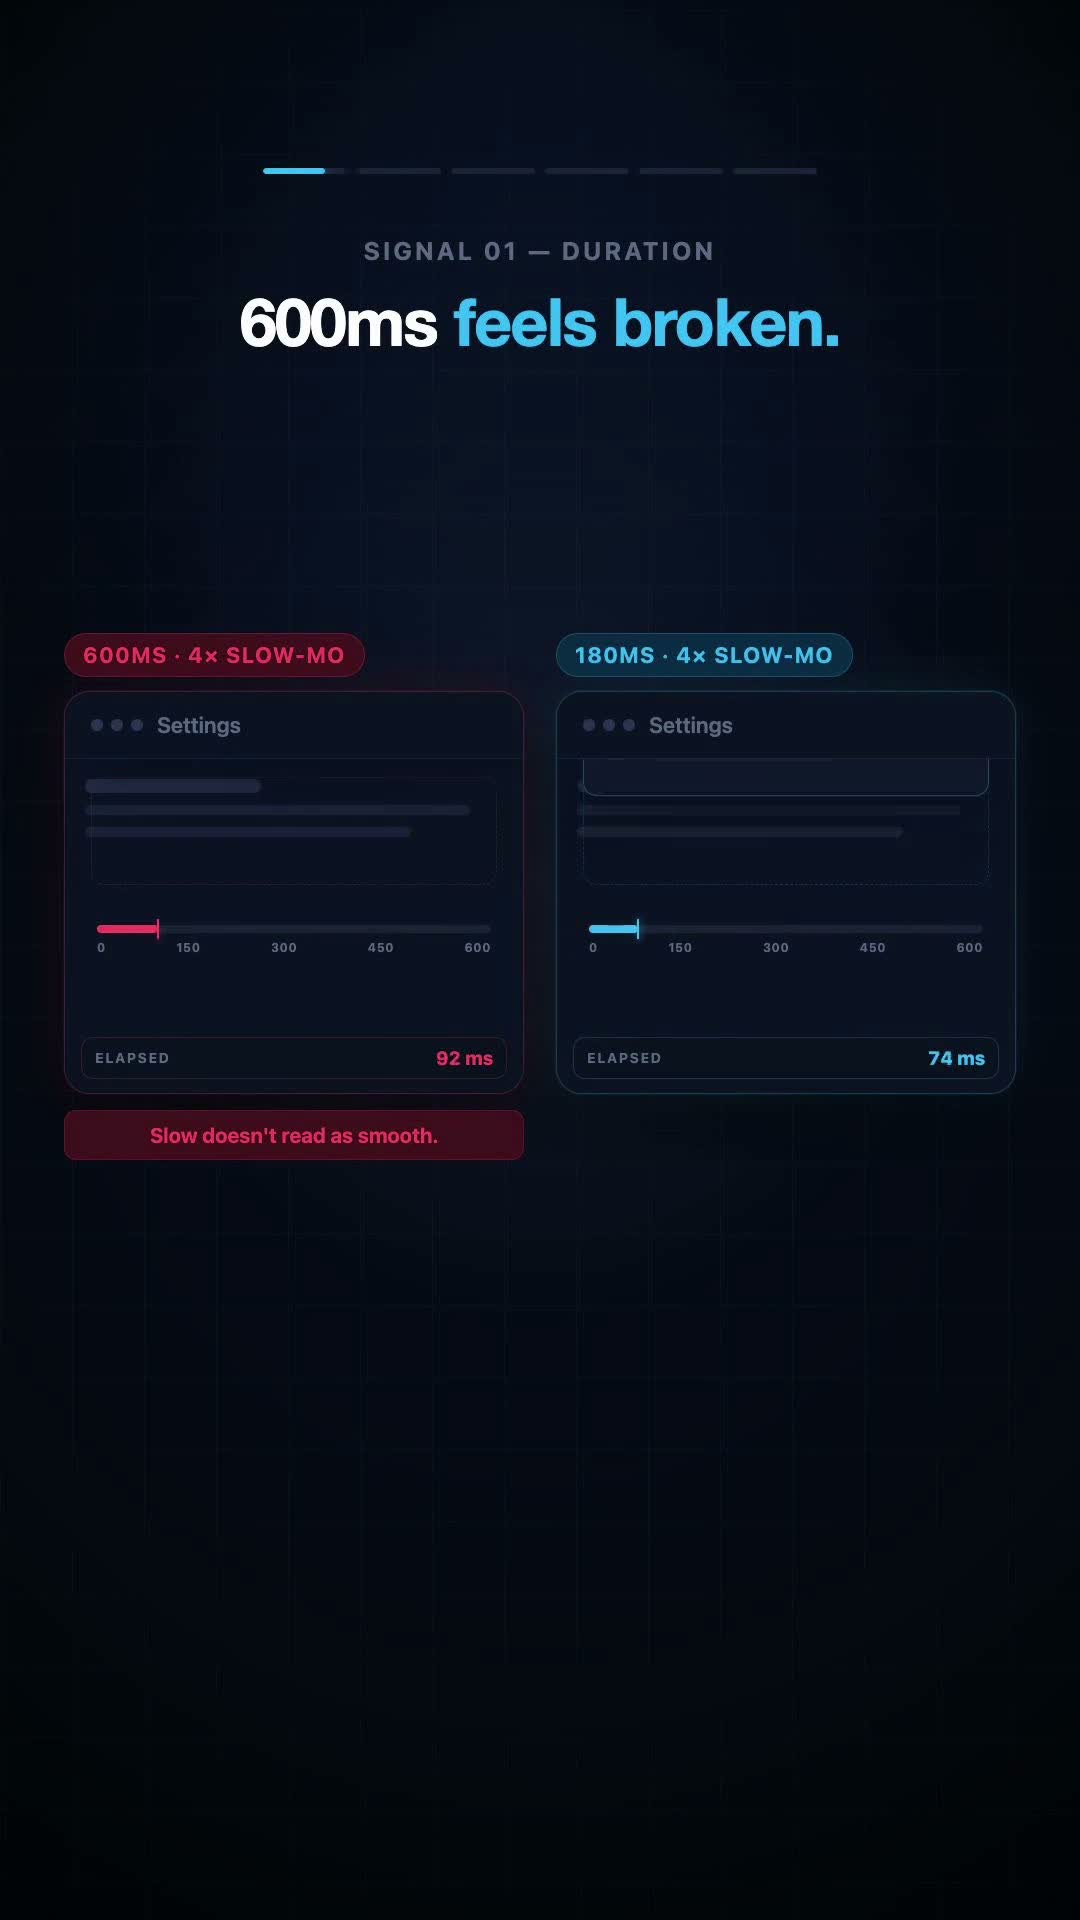 SIGNAL 01 — DURATION
600ms feels broken.
600MS · 4× SLOW-MO
Settings
0 150 300 450 600
ELAPSED 92 ms
Slow doesn't read as smooth.
180MS · 4× SLOW-MO
Settings
0 150 300 450 600
ELAPSED 74 ms